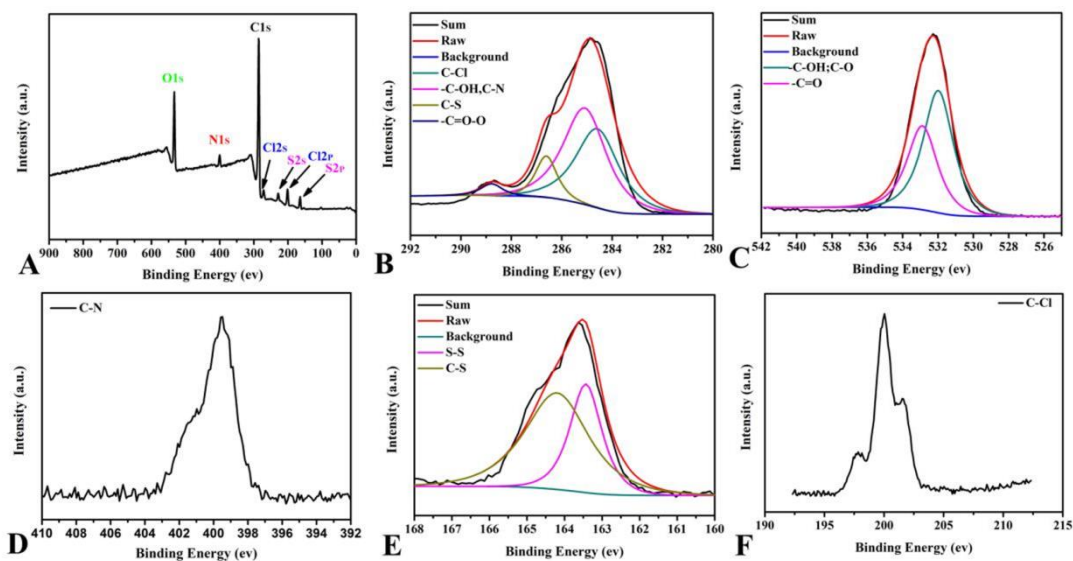 C1s
O1s
N1s
Cl2s
S2s
Cl2P
S2P
Intensity (a.u.)
900 800 700 600 500 400 300 200 100 0
Binding Energy (ev)
A
Sum
Raw
Background
C-Cl
-C-OH,C-N
C-S
-C=O-O
Intensity (a.u.)
292 290 288 286 284 282 280
Binding Energy (ev)
B
Sum
Raw
Background
-C-OH;C-O
-C=O
Intensity (a.u.)
542 540 538 536 534 532 530 528 526
Binding Energy (ev)
C
C-N
Intensity (a.u.)
410 408 406 404 402 400 398 396 394 392
Binding Energy (ev)
D
Sum
Raw
Background
S-S
C-S
Intensity (a.u.)
168 167 166 165 164 163 162 161 160
Binding Energy (ev)
E
C-Cl
Intensity (a.u.)
190 195 200 205 210 215
Binding Energy (ev)
F